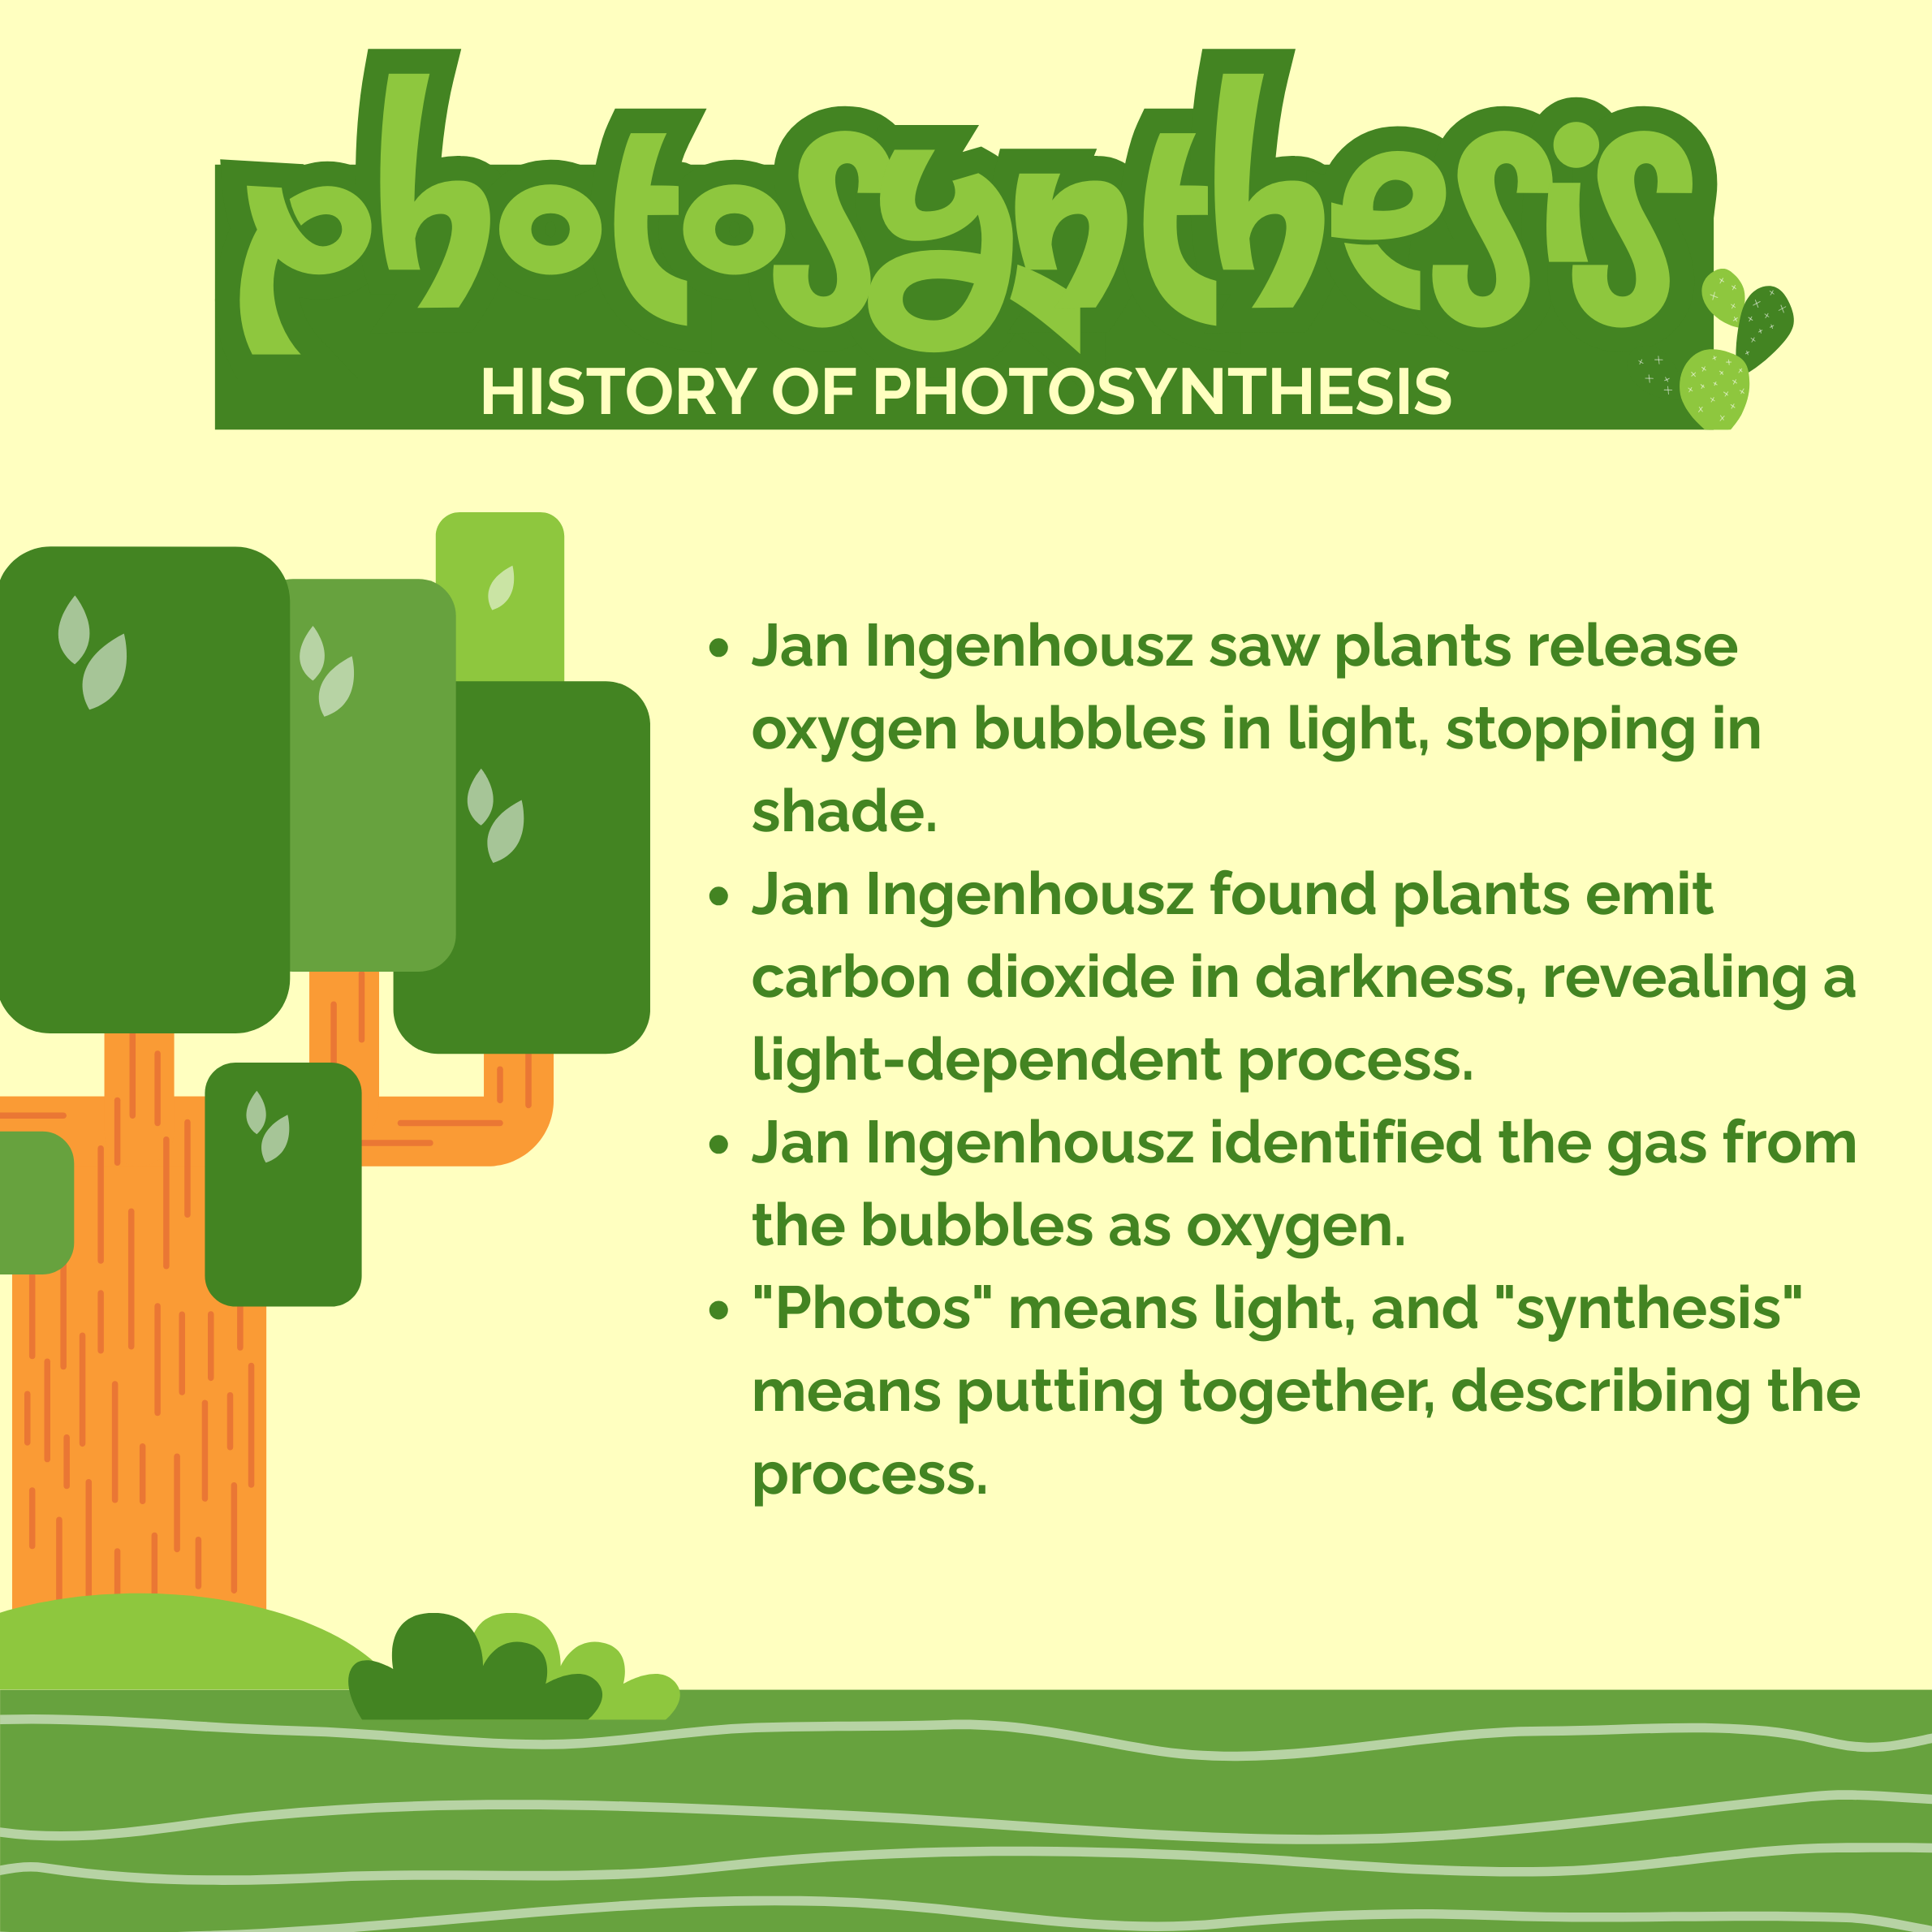 photosynthesis
HISTORY OF PHOTOSYNTHESIS
• Jan Ingenhousz saw plants release
oxygen bubbles in light, stopping in
shade.
• Jan Ingenhousz found plants emit
carbon dioxide in darkness, revealing a
light-dependent process.
• Jan Ingenhousz identified the gas from
the bubbles as oxygen.
• "Photos" means light, and "synthesis"
means putting together, describing the
process.